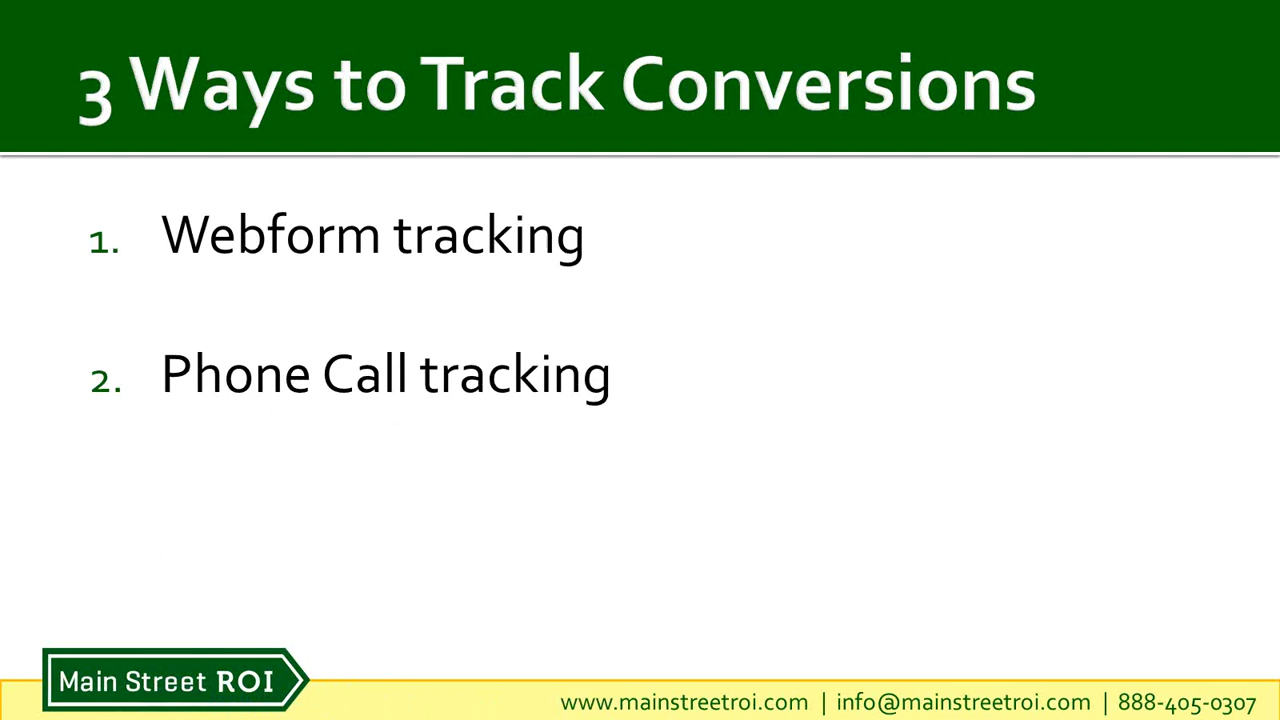 3 Ways to Track Conversions
1. Webform tracking
2. Phone Call tracking
Main Street ROI
www.mainstreetroi.com | info@mainstreetroi.com | 888-405-0307